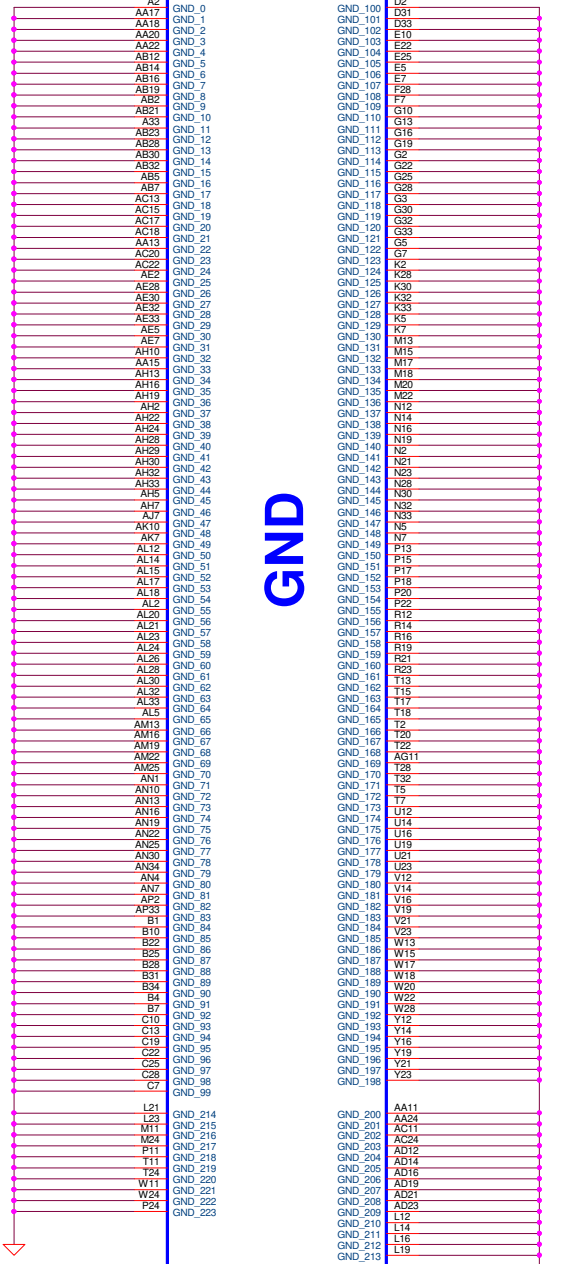 A2 GND_0 GND_100 D2
AA17 GND_1 GND_101 D31
AA18 GND_2 GND_102 D33
AA20 GND_3 GND_103 E10
AA22 GND_4 GND_104 E22
AB12 GND_5 GND_105 E25
AB14 GND_6 GND_106 E5
AB16 GND_7 GND_107 E7
AB19 GND_8 GND_108 F28
AB2 GND_9 GND_109 F7
AB21 GND_10 GND_110 G10
A33 GND_11 GND_111 G13
AB23 GND_12 GND_112 G16
AB28 GND_13 GND_113 G19
AB30 GND_14 GND_114 G2
AB32 GND_15 GND_115 G22
AB5 GND_16 GND_116 G25
AB7 GND_17 GND_117 G28
AC13 GND_18 GND_118 G3
AC15 GND_19 GND_119 G30
AC17 GND_20 GND_120 G32
AC18 GND_21 GND_121 G33
AA13 GND_22 GND_122 G5
AC20 GND_23 GND_123 G7
AC22 GND_24 GND_124 K2
AE2 GND_25 GND_125 K28
AE28 GND_26 GND_126 K30
AE30 GND_27 GND_127 K32
AE32 GND_28 GND_128 K33
AE33 GND_29 GND_129 K5
AE5 GND_30 GND_130 K7
AE7 GND_31 GND_131 M13
AH10 GND_32 GND_132 M15
AA15 GND_33 GND_133 M17
AH13 GND_34 GND_134 M18
AH16 GND_35 GND_135 M20
AH19 GND_36 GND_136 M22
AH2 GND_37 GND_137 N12
AH22 GND_38 GND_138 N14
AH24 GND_39 GND_139 N16
AH28 GND_40 GND_140 N19
AH29 GND_41 GND_141 N2
AH30 GND_42 GND_142 N21
AH32 GND_43 GND_143 N23
AH33 GND_44 GND_144 N28
AH5 GND_45 GND_145 N30
AH7 GND_46 GND_146 N32
AJ7 GND_47 GND_147 N33
AK10 GND_48 GND_148 N5
AK7 GND_49 GND_149 N7
GND
AL12 GND_50 GND_150 P13
AL14 GND_51 GND_151 P15
AL15 GND_52 GND_152 P17
AL17 GND_53 GND_153 P18
AL18 GND_54 GND_154 P20
AL2 GND_55 GND_155 P22
AL20 GND_56 GND_156 R12
AL21 GND_57 GND_157 R14
AL23 GND_58 GND_158 R16
AL24 GND_59 GND_159 R19
AL26 GND_60 GND_160 R21
AL28 GND_61 GND_161 R23
AL30 GND_62 GND_162 T13
AL32 GND_63 GND_163 T15
AL33 GND_64 GND_164 T17
AL5 GND_65 GND_165 T18
AM13 GND_66 GND_166 T2
AM16 GND_67 GND_167 T20
AM19 GND_68 GND_168 T22
AM22 GND_69 GND_169 AG11
AM25 GND_70 GND_170 T28
AN1 GND_71 GND_171 T32
AN10 GND_72 GND_172 T5
AN13 GND_73 GND_173 T7
AN16 GND_74 GND_174 U12
AN19 GND_75 GND_175 U14
AN22 GND_76 GND_176 U16
AN25 GND_77 GND_177 U19
AN30 GND_78 GND_178 U21
AN34 GND_79 GND_179 U23
AN4 GND_80 GND_180 V12
AN7 GND_81 GND_181 V14
AP2 GND_82 GND_182 V16
AP33 GND_83 GND_183 V19
B1 GND_84 GND_184 V21
B10 GND_85 GND_185 V23
B22 GND_86 GND_186 W13
B25 GND_87 GND_187 W15
B28 GND_88 GND_188 W17
B31 GND_89 GND_189 W18
B34 GND_90 GND_190 W20
B4 GND_91 GND_191 W22
B7 GND_92 GND_192 W28
C10 GND_93 GND_193 Y12
C13 GND_94 GND_194 Y14
C19 GND_95 GND_195 Y16
C22 GND_96 GND_196 Y19
C25 GND_97 GND_197 Y21
C28 GND_98 GND_198 Y23
C7 GND_99
L21 GND_214 GND_200 AA11
L23 GND_215 GND_201 AA24
M11 GND_216 GND_202 AC11
M24 GND_217 GND_203 AC24
P11 GND_218 GND_204 AD12
T11 GND_219 GND_205 AD14
T24 GND_220 GND_206 AD16
W11 GND_221 GND_207 AD19
W24 GND_222 GND_208 AD21
P24 GND_223 GND_209 AD23
GND_210 L12
GND_211 L14
GND_212 L16
GND_213 L19